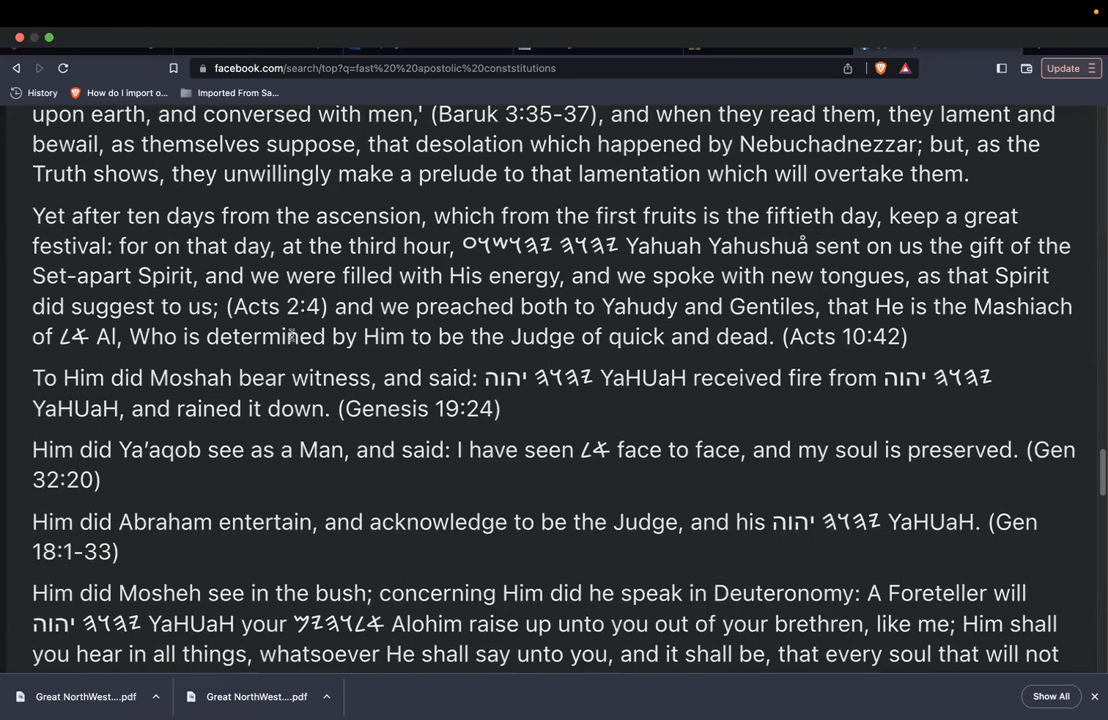 facebook.com/search/top?q=fast%20%20apostolic%20conststitutions
Update
History
How do I import o...
Imported From Sa...
upon earth, and conversed with men,' (Baruk 3:35-37), and when they read them, they lament and
bewail, as themselves suppose, that desolation which happened by Nebuchadnezzar; but, as the
Truth shows, they unwillingly make a prelude to that lamentation which will overtake them.
Yet after ten days from the ascension, which from the first fruits is the fiftieth day, keep a great
festival: for on that day, at the third hour, 𐤏𐤅𐤔𐤅𐤄𐤉 𐤄𐤅𐤄𐤉 Yahuah Yahushuå sent on us the gift of the
Set-apart Spirit, and we were filled with His energy, and we spoke with new tongues, as that Spirit
did suggest to us; (Acts 2:4) and we preached both to Yahudy and Gentiles, that He is the Mashiach
of 𐤀𐤋 Al, Who is determined by Him to be the Judge of quick and dead. (Acts 10:42)
To Him did Moshah bear witness, and said: יהוה 𐤉𐤄𐤅𐤄 YaHUaH received fire from יהוה 𐤉𐤄𐤅𐤄
YaHUaH, and rained it down. (Genesis 19:24)
Him did Ya’aqob see as a Man, and said: I have seen 𐤀𐤋 face to face, and my soul is preserved. (Gen
32:20)
Him did Abraham entertain, and acknowledge to be the Judge, and his יהוה 𐤉𐤄𐤅𐤄 YaHUaH. (Gen
18:1-33)
Him did Mosheh see in the bush; concerning Him did he speak in Deuteronomy: A Foreteller will
יהוה 𐤉𐤄𐤅𐤄 YaHUaH your 𐤀𐤋𐤅𐤄𐤉𐤌 Alohim raise up unto you out of your brethren, like me; Him shall
you hear in all things, whatsoever He shall say unto you, and it shall be, that every soul that will not
Great NorthWest....pdf
Great NorthWest....pdf
Show All